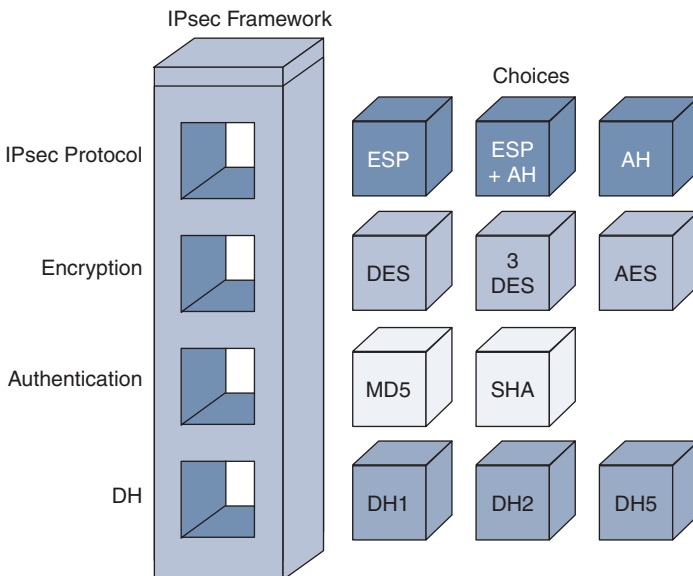 IPsec Framework
Choices
IPsec Protocol
ESP
ESP
+ AH
AH
Encryption
DES
3
DES
AES
Authentication
MD5
SHA
DH
DH1
DH2
DH5